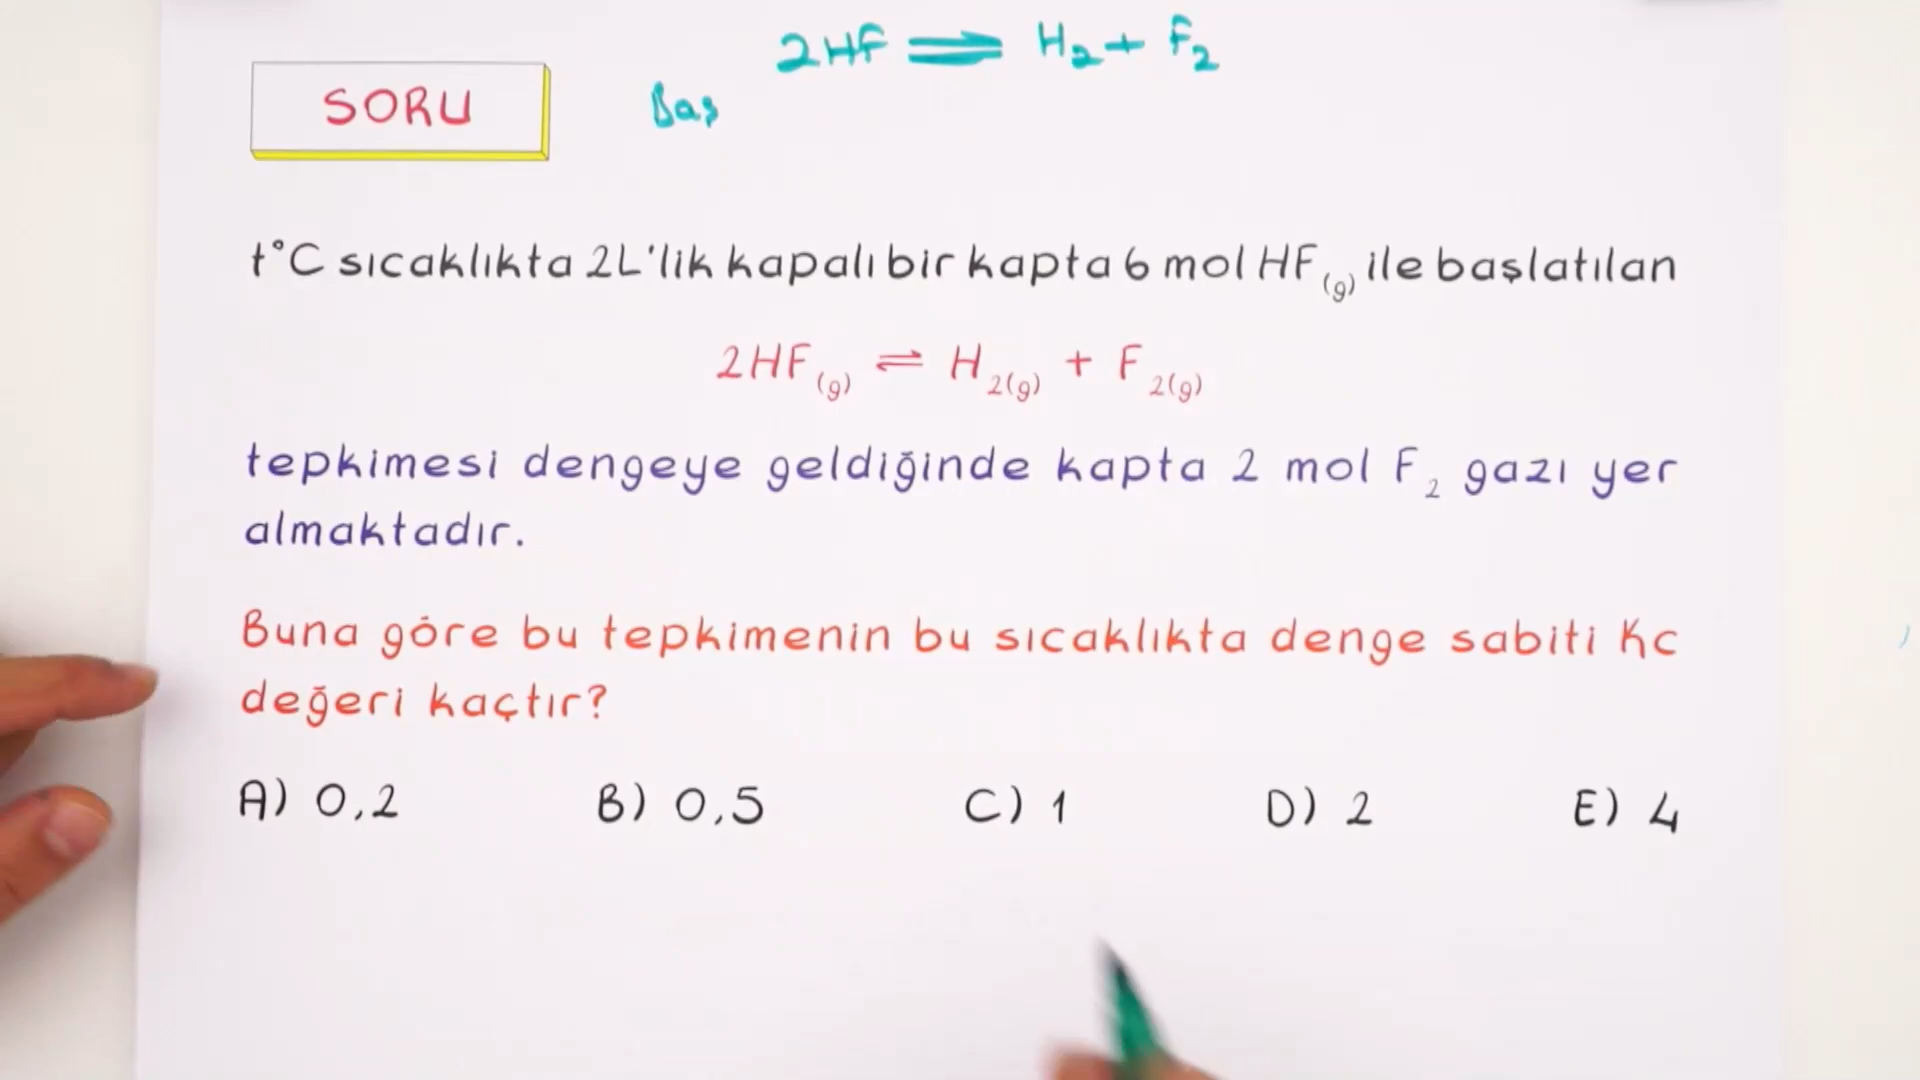 2HF ⇌ H₂ + F₂
SORU
Baş
t°C sıcaklıkta 2L'lik kapalı bir kapta 6 mol HF(g) ile başlatılan
2HF(g) ⇌ H2(g) + F2(g)
tepkimesi dengeye geldiğinde kapta 2 mol F₂ gazı yer
almaktadır.
Buna göre bu tepkimenin bu sıcaklıkta denge sabiti Kc
değeri kaçtır?
A) 0,2 B) 0,5 C) 1 D) 2 E) 4